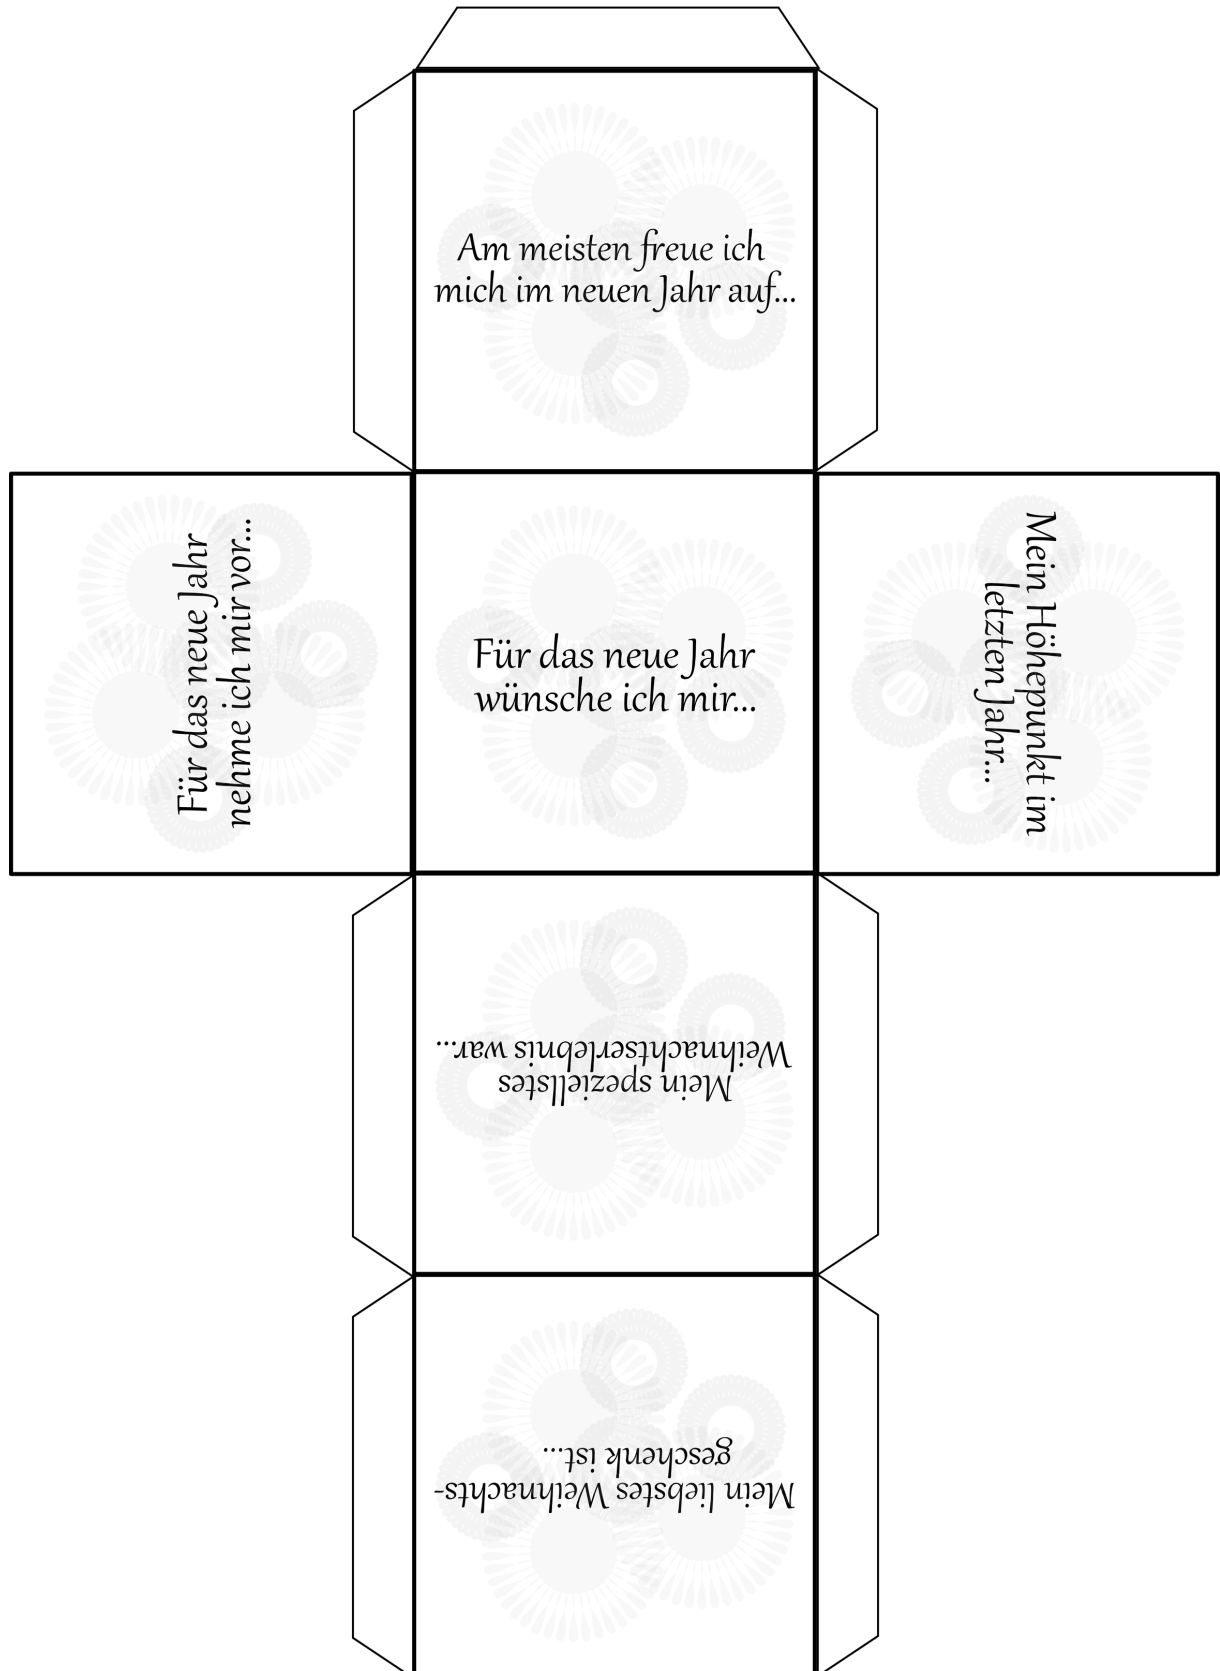 Am meisten freue ich
mich im neuen Jahr auf...
Für das neue Jahr
nehme ich mir vor...
Für das neue Jahr
wünsche ich mir...
Mein Höhepunkt im
letzten Jahr...
Mein speziellstes
Weihnachtserlebnis war...
Mein liebstes Weihnachts-
geschenk ist...